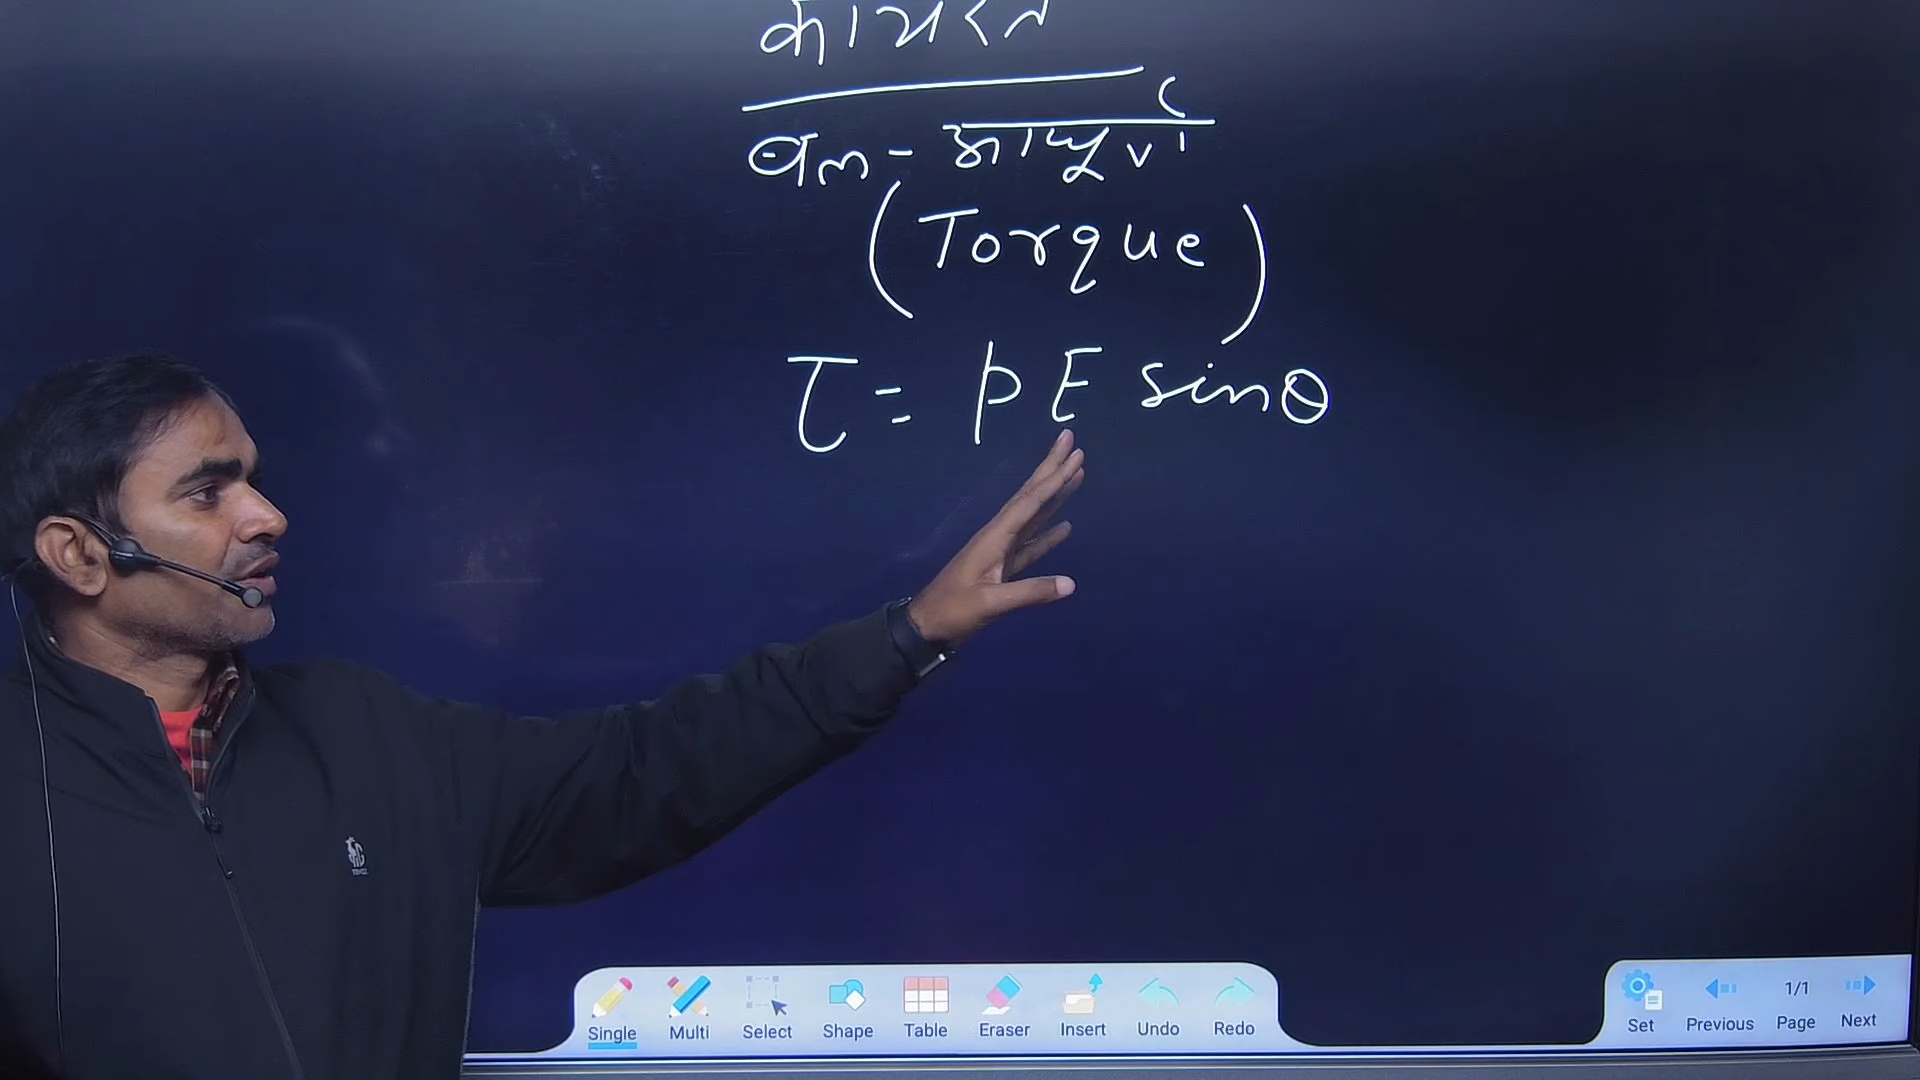 कार्यरत
बल-आघूर्ण
(Torque)
τ = pE sinθ
Single Multi Select Shape Table Eraser Insert Undo Redo
Set Previous 1/1 Page Next